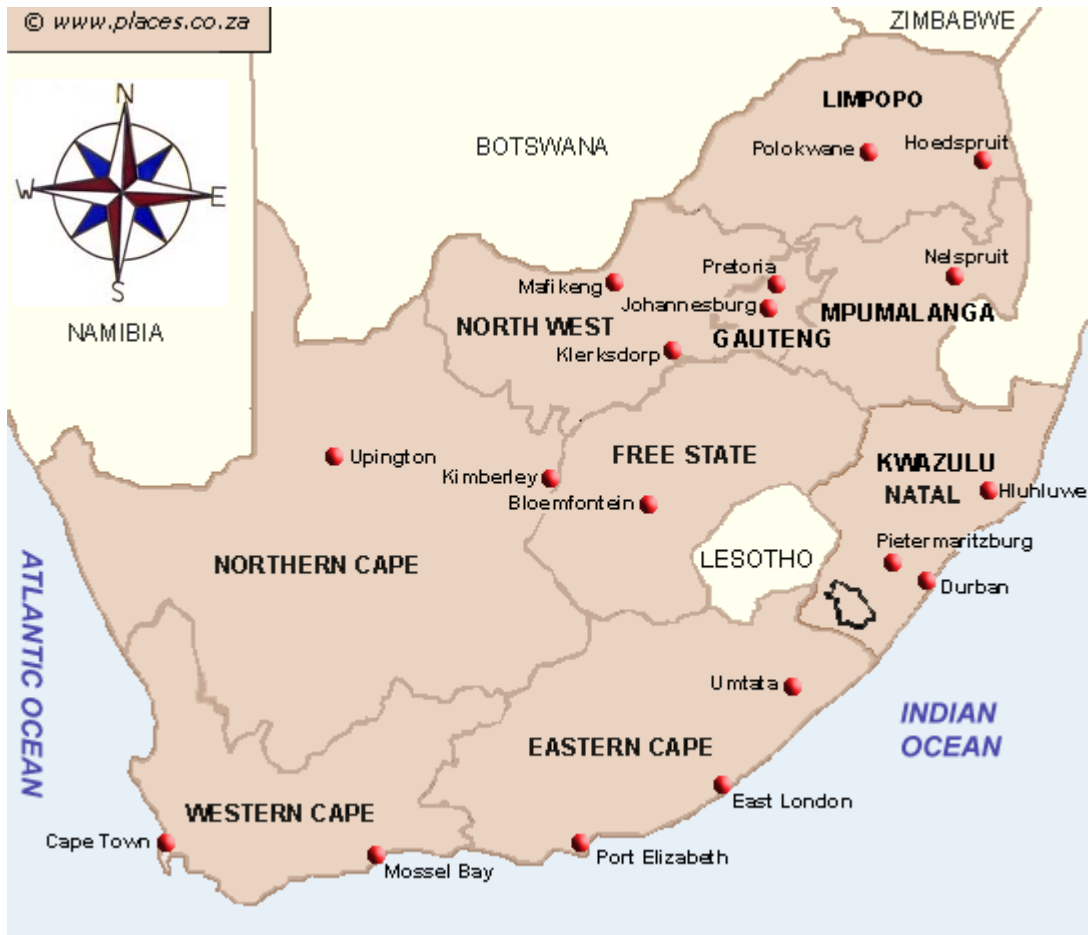 © www.places.co.za
ZIMBABWE
N
W
E
S
LIMPOPO
BOTSWANA
Polokwane
Hoedspruit
Pretoria
Nelspruit
Mafikeng
Johannesburg
NAMIBIA
NORTH WEST
MPUMALANGA
GAUTENG
Klerksdorp
Upington
FREE STATE
KWAZULU
NATAL
Kimberley
Bloemfontein
Hluhluwe
Pietermaritzburg
NORTHERN CAPE
LESOTHO
Durban
ATLANTIC OCEAN
Umtata
INDIAN
OCEAN
EASTERN CAPE
East London
WESTERN CAPE
Cape Town
Mossel Bay
Port Elizabeth